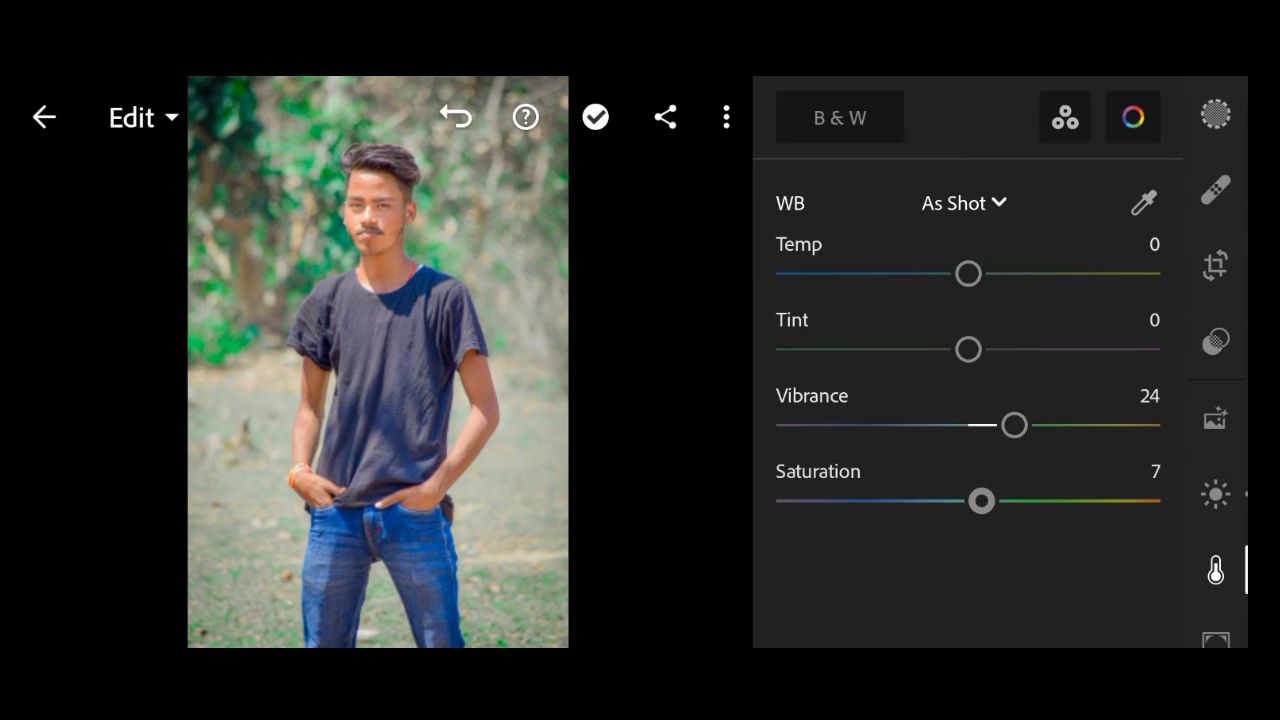 Edit
B & W
WB As Shot
Temp 0
Tint 0
Vibrance 24
Saturation 7